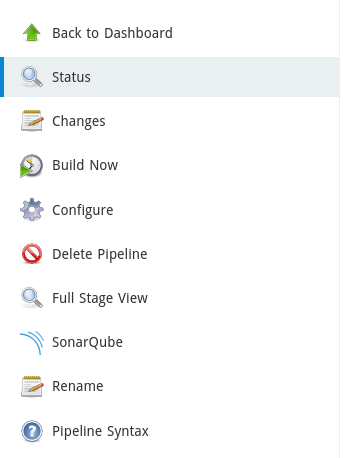 Back to Dashboard
Status
Changes
Build Now
Configure
Delete Pipeline
Full Stage View
SonarQube
Rename
Pipeline Syntax